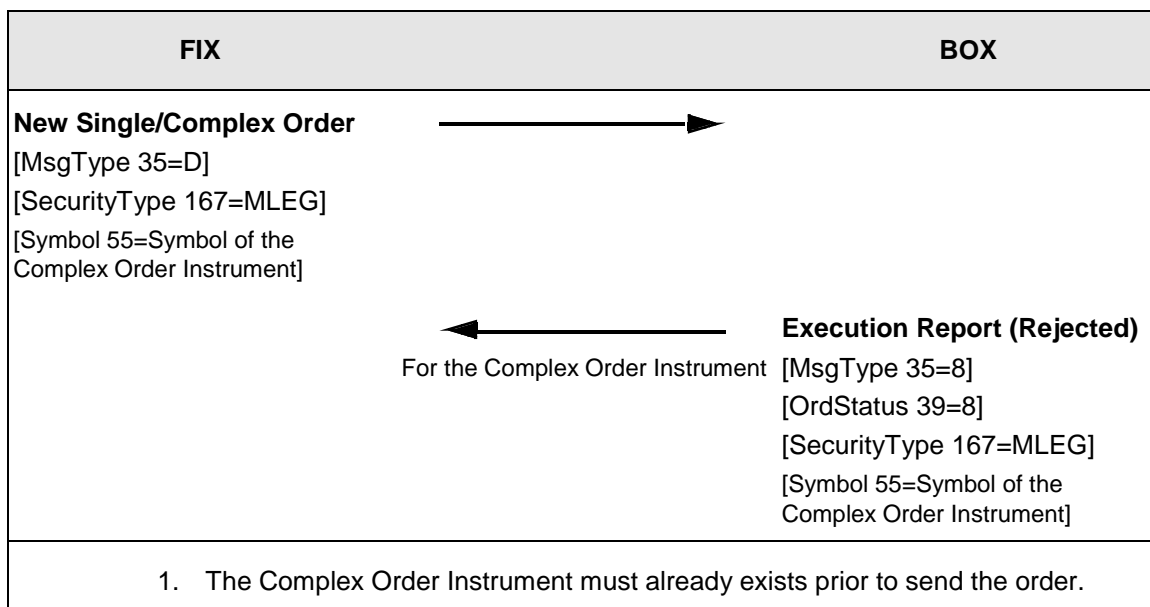 FIX
BOX
New Single/Complex Order
[MsgType 35=D]
[SecurityType 167=MLEG]
[Symbol 55=Symbol of the
Complex Order Instrument]
Execution Report (Rejected)
For the Complex Order Instrument
[MsgType 35=8]
[OrdStatus 39=8]
[SecurityType 167=MLEG]
[Symbol 55=Symbol of the
Complex Order Instrument]
1. The Complex Order Instrument must already exists prior to send the order.